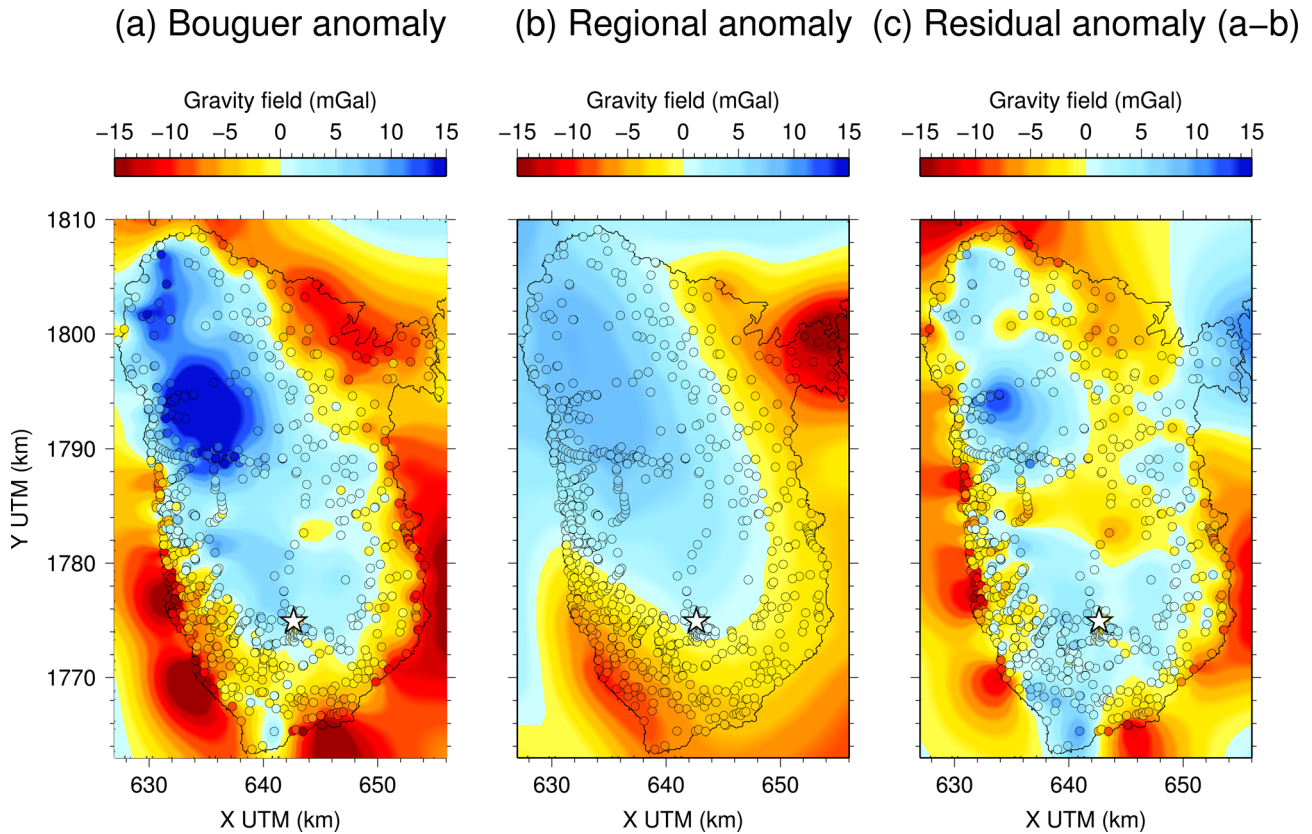 (a) Bouguer anomaly
(b) Regional anomaly
(c) Residual anomaly (a−b)
Gravity field (mGal)
Gravity field (mGal)
Gravity field (mGal)
−15 −10 −5 0 5 10 15
−15 −10 −5 0 5 10 15
−15 −10 −5 0 5 10 15
1810
1800
1790
1780
1770
Y UTM (km)
630 640 650
630 640 650
630 640 650
X UTM (km)
X UTM (km)
X UTM (km)